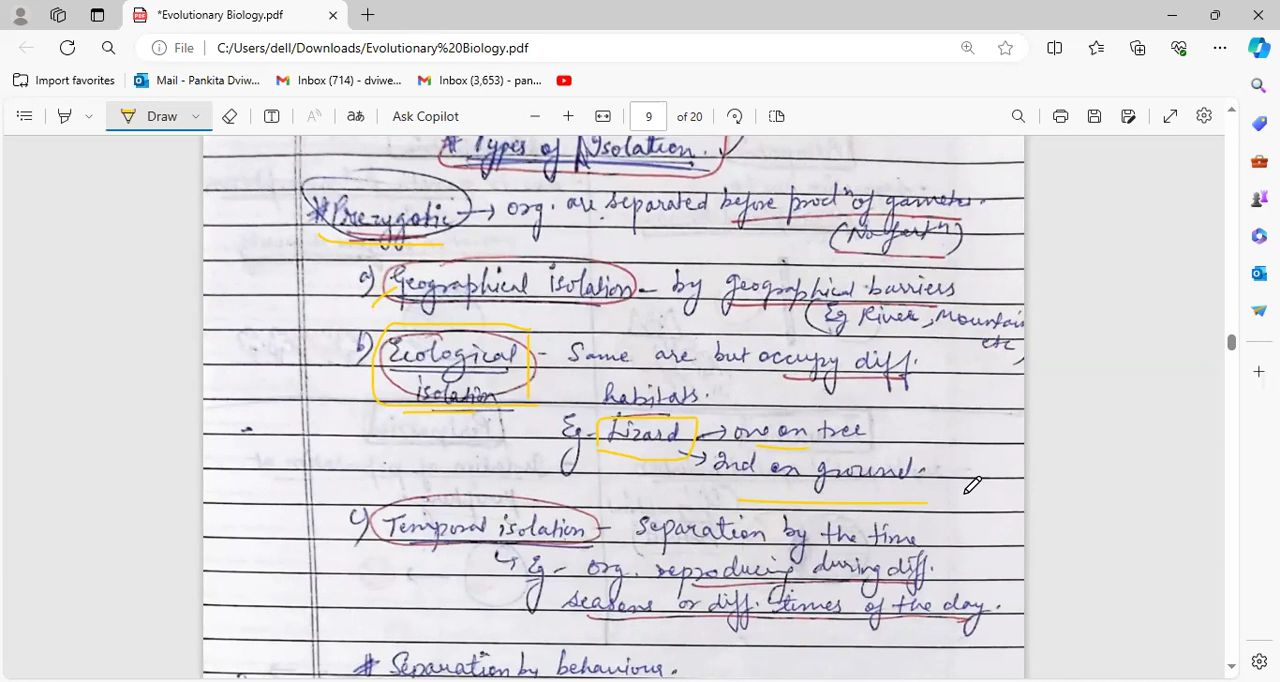 *Evolutionary Biology.pdf
File C:/Users/dell/Downloads/Evolutionary%20Biology.pdf
Import favorites Mail - Pankita Dviw... Inbox (714) - dviwe... Inbox (3,653) - pan...
Draw Ask Copilot 9 of 20
# Types of Isolation.
# Prezygotic → org. are separated before prodⁿ of gametes.
(No fertⁿ)
a) Geographical isolation - by geographical barriers
(Eg River, Mountain
etc
b) Ecological - Same are but occupy diff.
isolation habitats.
Eg - Lizard → one on tree
→ 2nd on ground.
c) Temporal isolation - Separation by the time
↳ Eg - org. reproducing during diff.
seasons or diff. times of the day.
# Separation by behaviour.